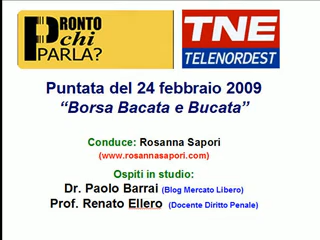 PRONTO
chi
PARLA?
TNE
TELENORDEST
Puntata del 24 febbraio 2009
“Borsa Bacata e Bucata”
Conduce: Rosanna Sapori
(www.rosannasapori.com)
Ospiti in studio:
Dr. Paolo Barrai (Blog Mercato Libero)
Prof. Renato Ellero (Docente Diritto Penale)